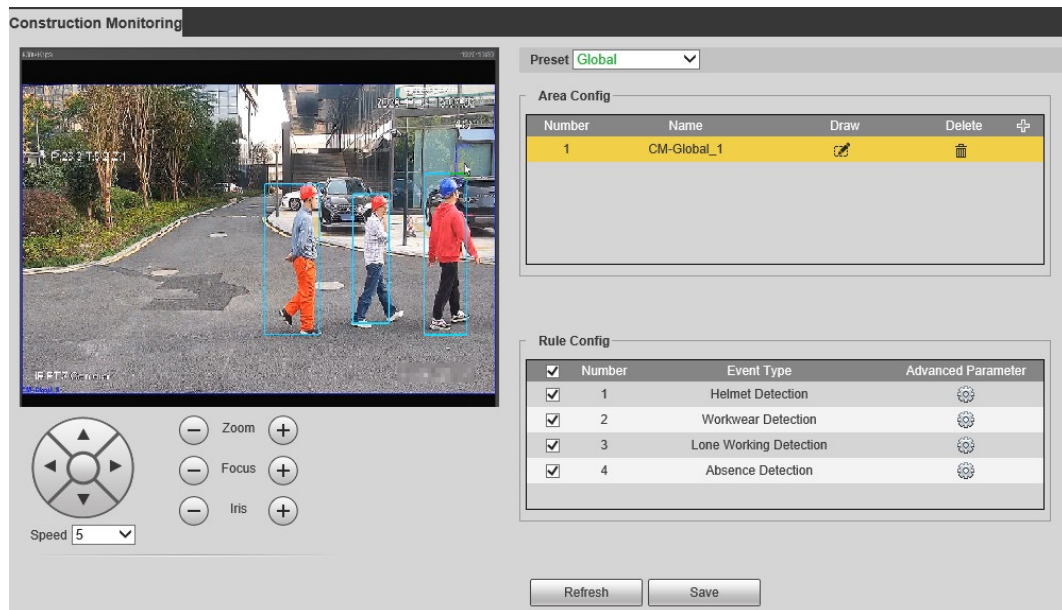 Construction Monitoring
Preset Global
Area Config
Number Name Draw Delete
1 CM-Global_1
Rule Config
Number Event Type Advanced Parameter
1 Helmet Detection
2 Workwear Detection
3 Lone Working Detection
4 Absence Detection
Zoom
Focus
Iris
Speed 5
Refresh Save